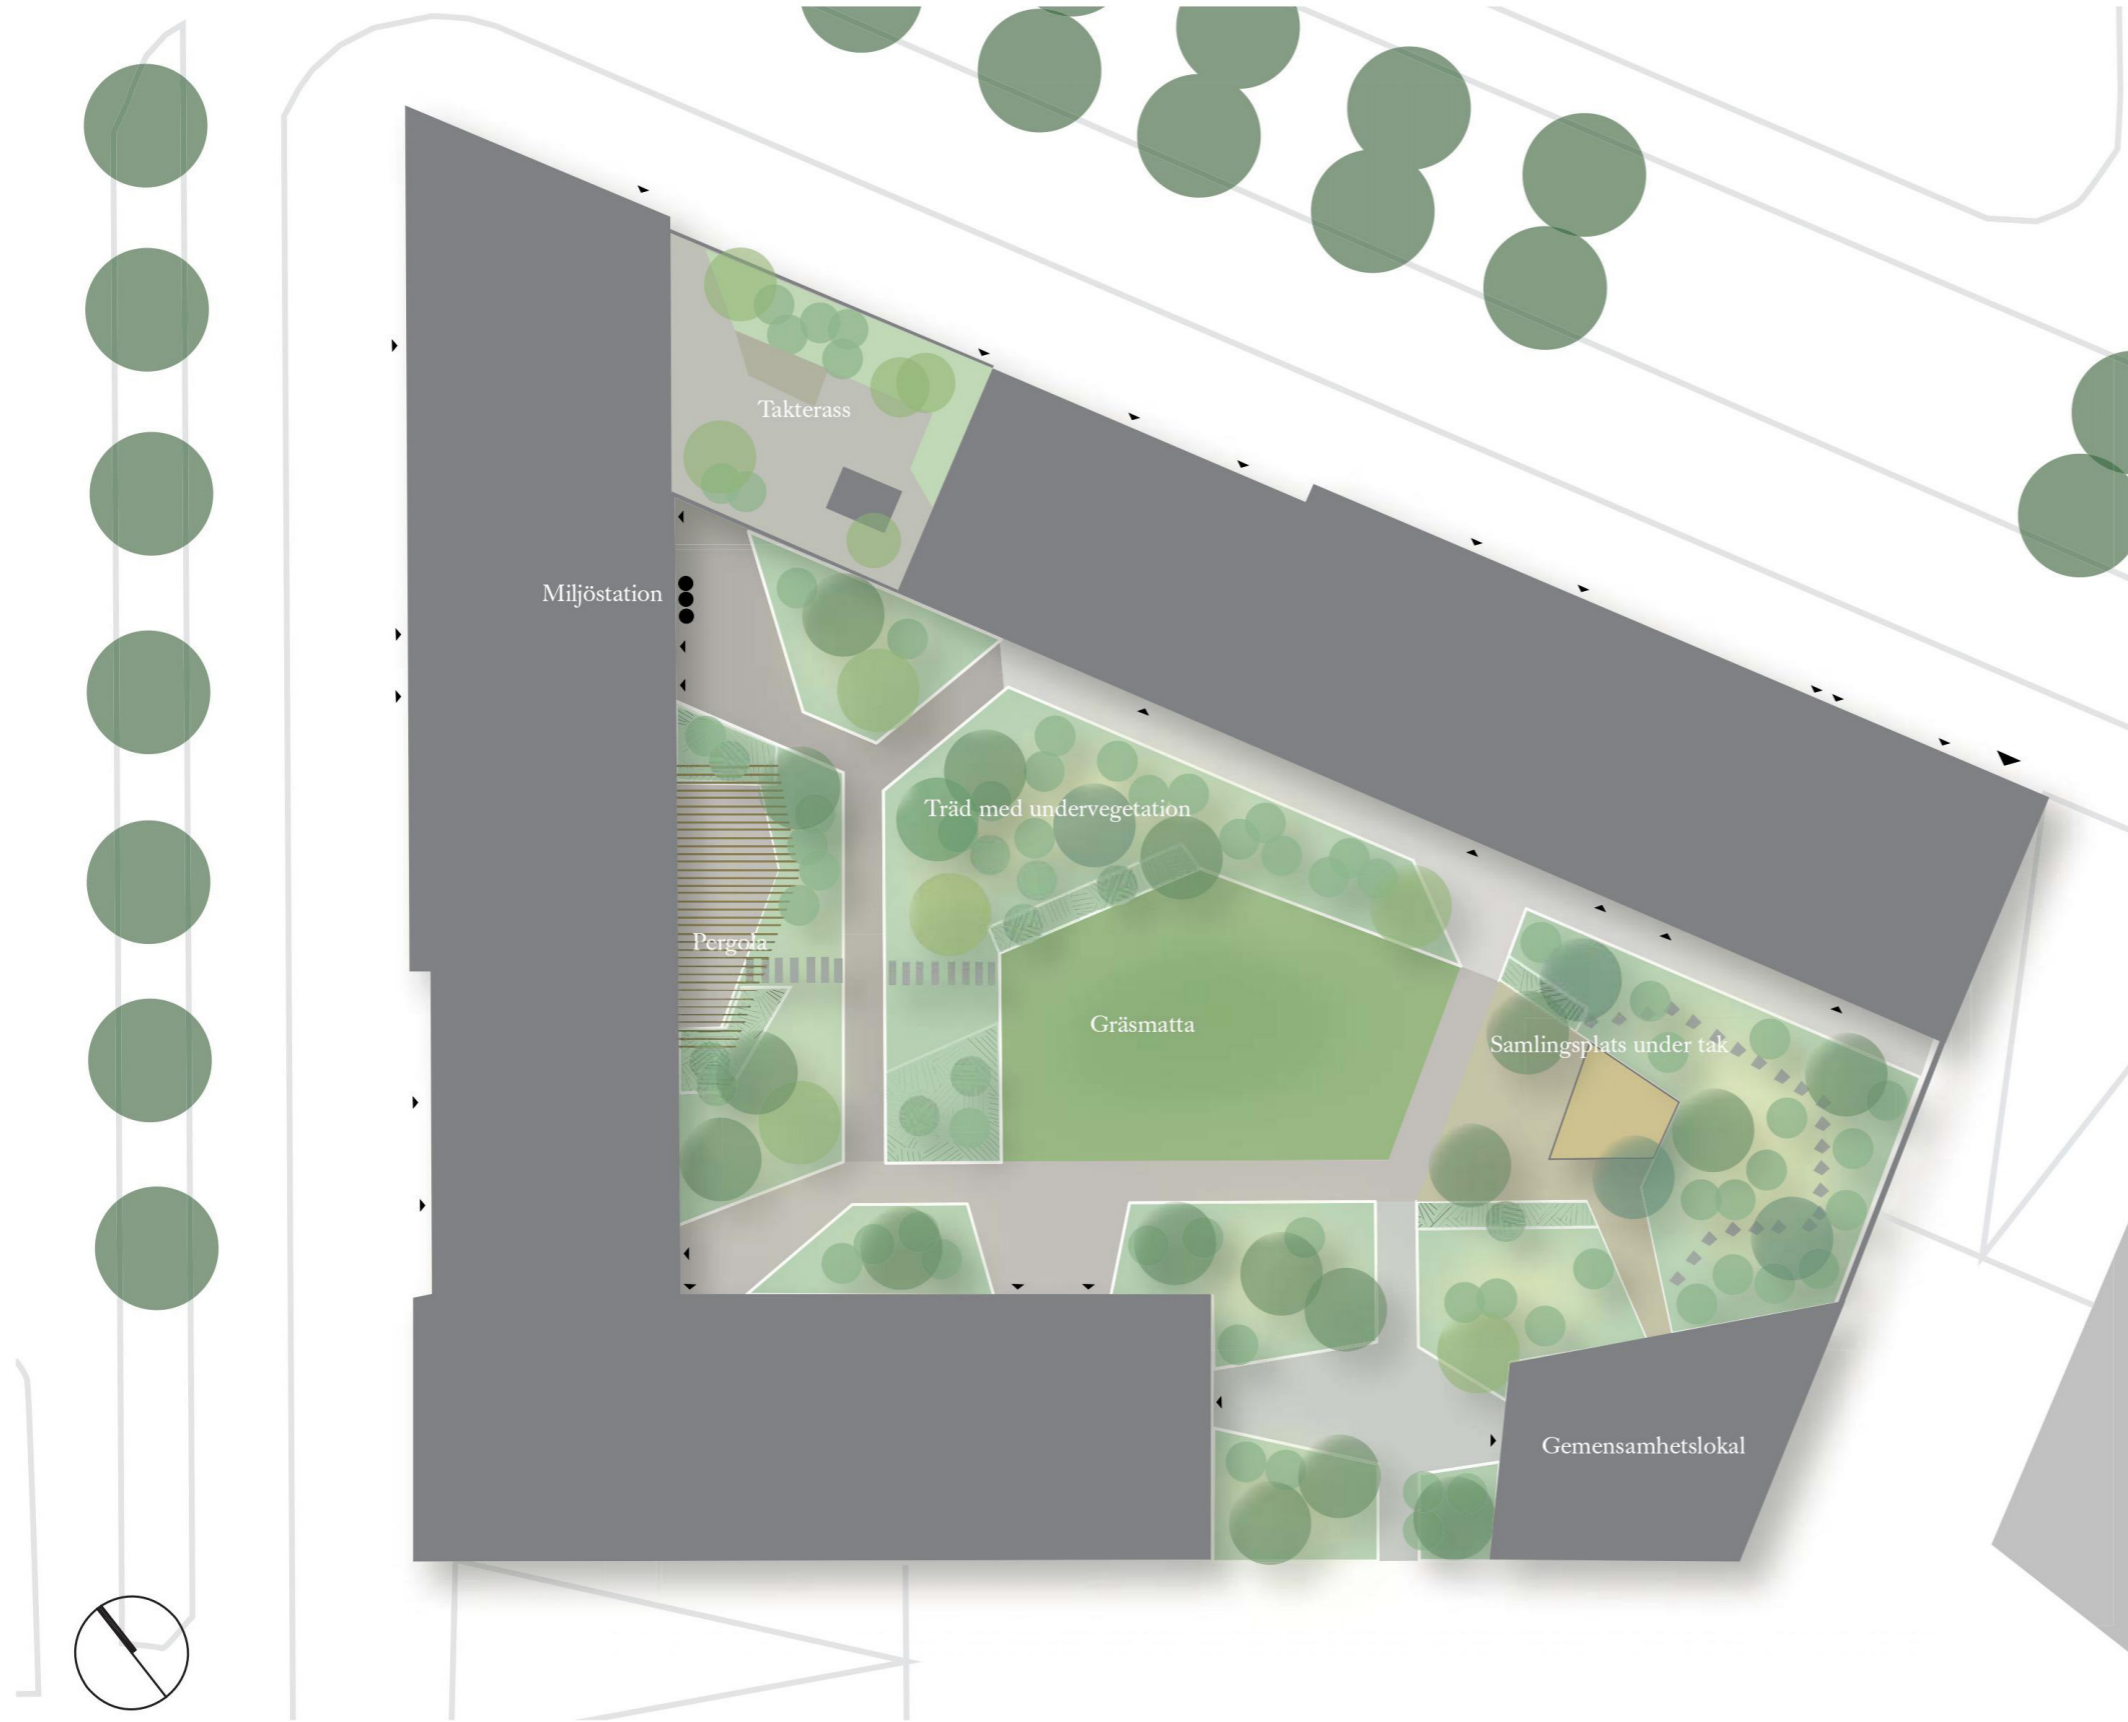 Takterass
Miljöstation
Träd med undervegetation
Pergola
Gräsmatta
Samlingsplats under tak
Gemensamhetslokal